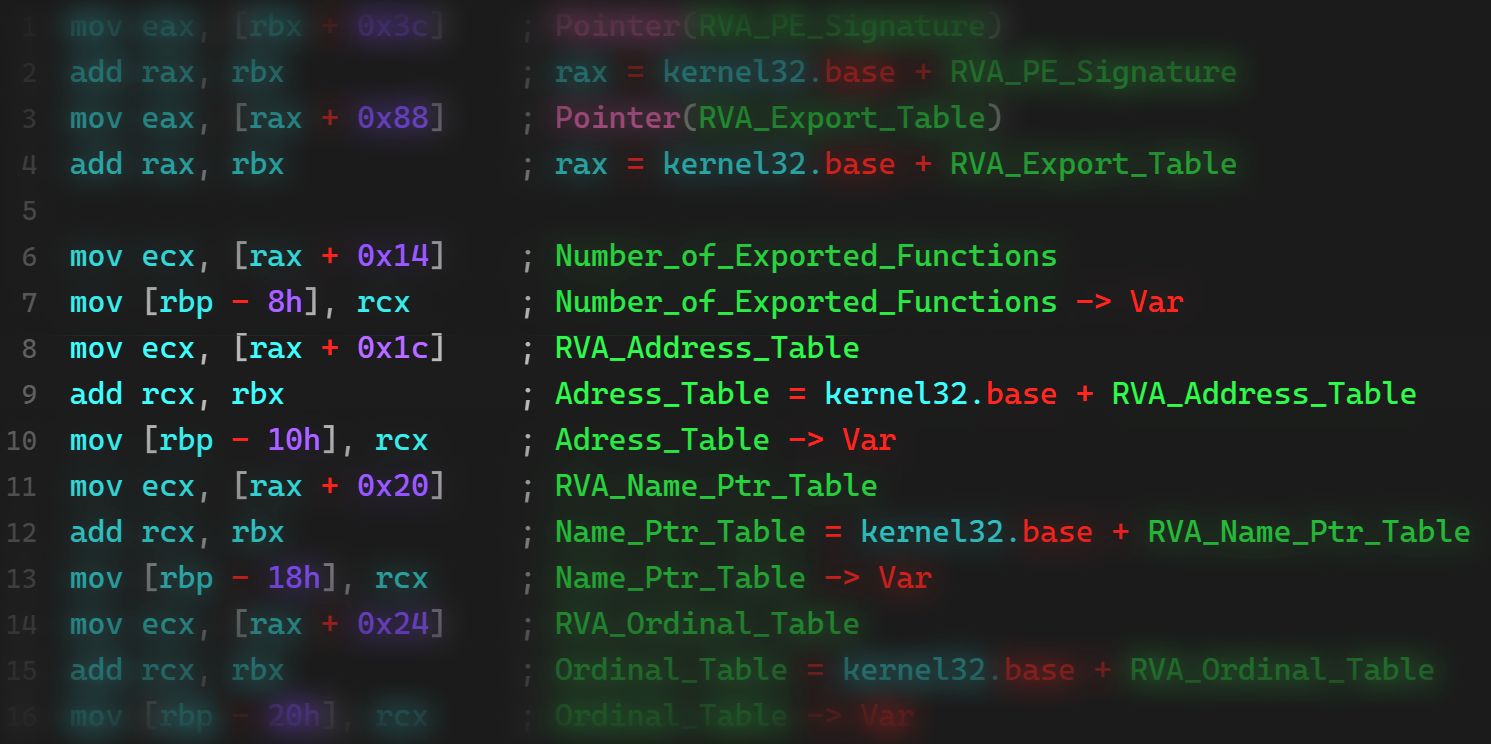 1 mov eax, [rbx + 0x3c] ; Pointer(RVA_PE_Signature)
2 add rax, rbx ; rax = kernel32.base + RVA_PE_Signature
3 mov eax, [rax + 0x88] ; Pointer(RVA_Export_Table)
4 add rax, rbx ; rax = kernel32.base + RVA_Export_Table
5
6 mov ecx, [rax + 0x14] ; Number_of_Exported_Functions
7 mov [rbp - 8h], rcx ; Number_of_Exported_Functions -> Var
8 mov ecx, [rax + 0x1c] ; RVA_Address_Table
9 add rcx, rbx ; Adress_Table = kernel32.base + RVA_Address_Table
10 mov [rbp - 10h], rcx ; Adress_Table -> Var
11 mov ecx, [rax + 0x20] ; RVA_Name_Ptr_Table
12 add rcx, rbx ; Name_Ptr_Table = kernel32.base + RVA_Name_Ptr_Table
13 mov [rbp - 18h], rcx ; Name_Ptr_Table -> Var
14 mov ecx, [rax + 0x24] ; RVA_Ordinal_Table
15 add rcx, rbx ; Ordinal_Table = kernel32.base + RVA_Ordinal_Table
16 mov [rbp - 20h], rcx ; Ordinal_Table -> Var